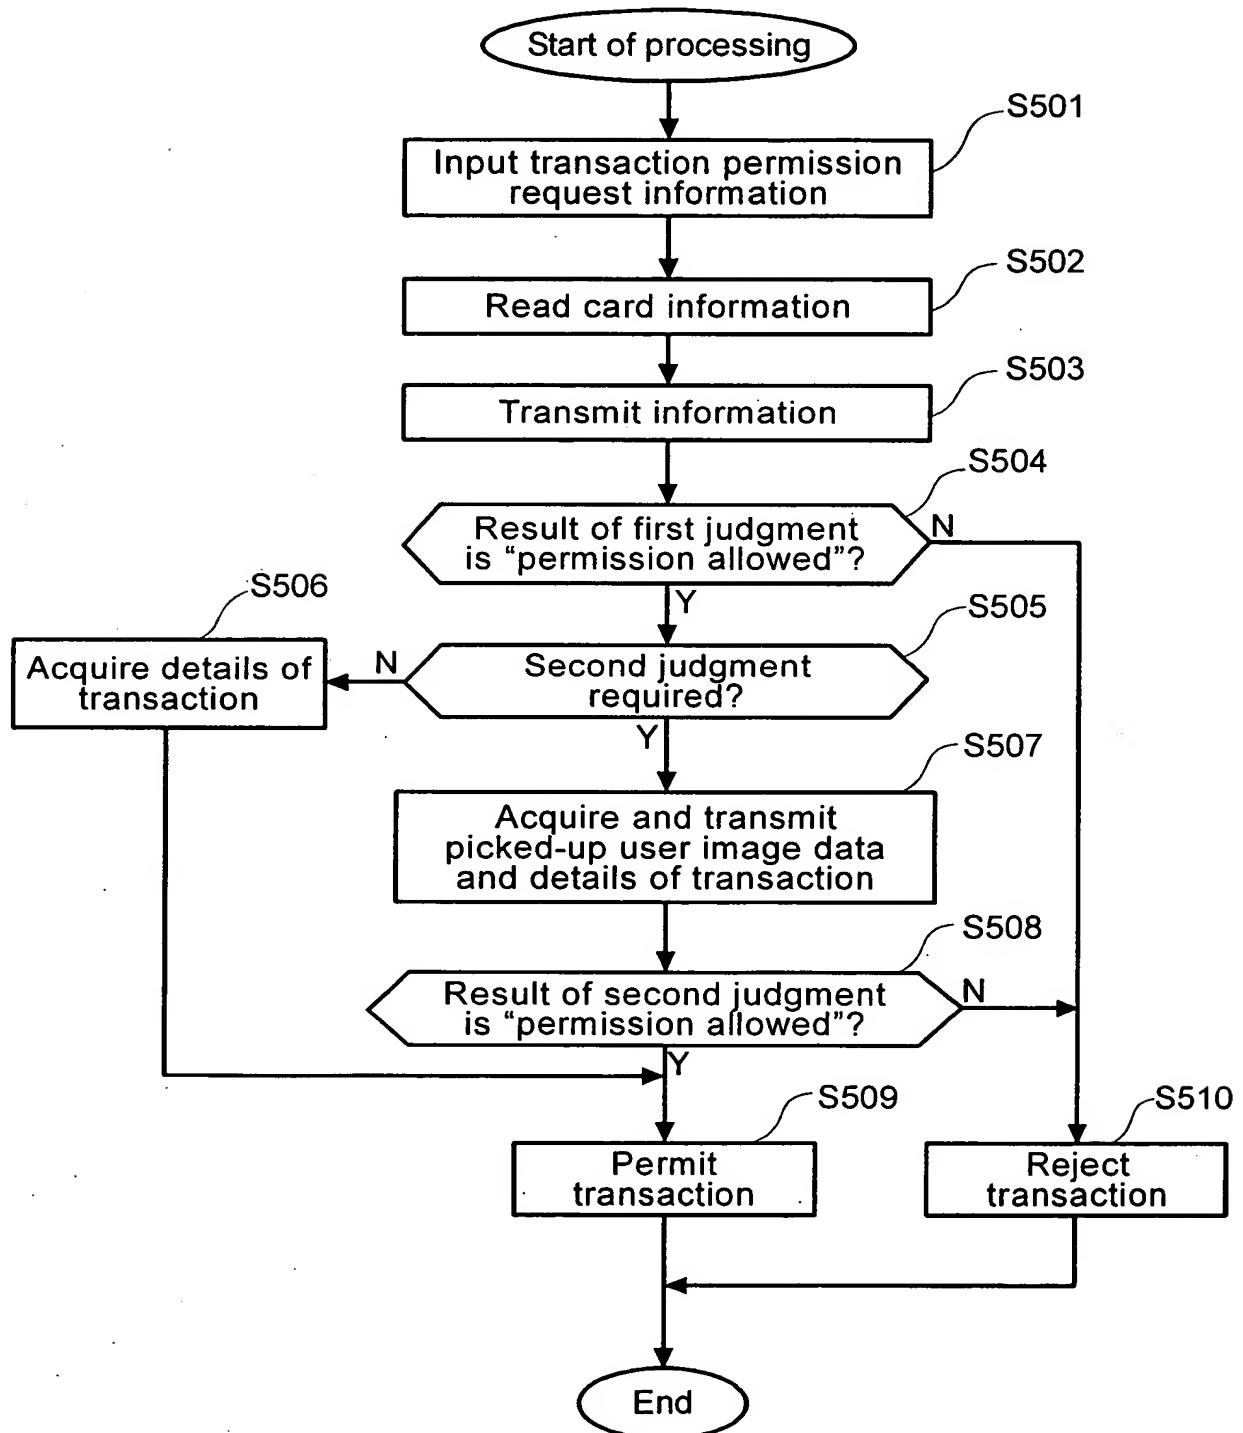 Start of processing
S501
Input transaction permission
request information
S502
Read card information
S503
Transmit information
S504
Result of first judgment
is “permission allowed”?
N
Y
S505
S506
Second judgment
required?
N
Acquire details of
transaction
Y
S507
Acquire and transmit
picked-up user image data
and details of transaction
S508
Result of second judgment
is “permission allowed”?
N
Y
S509
Permit
transaction
S510
Reject
transaction
End